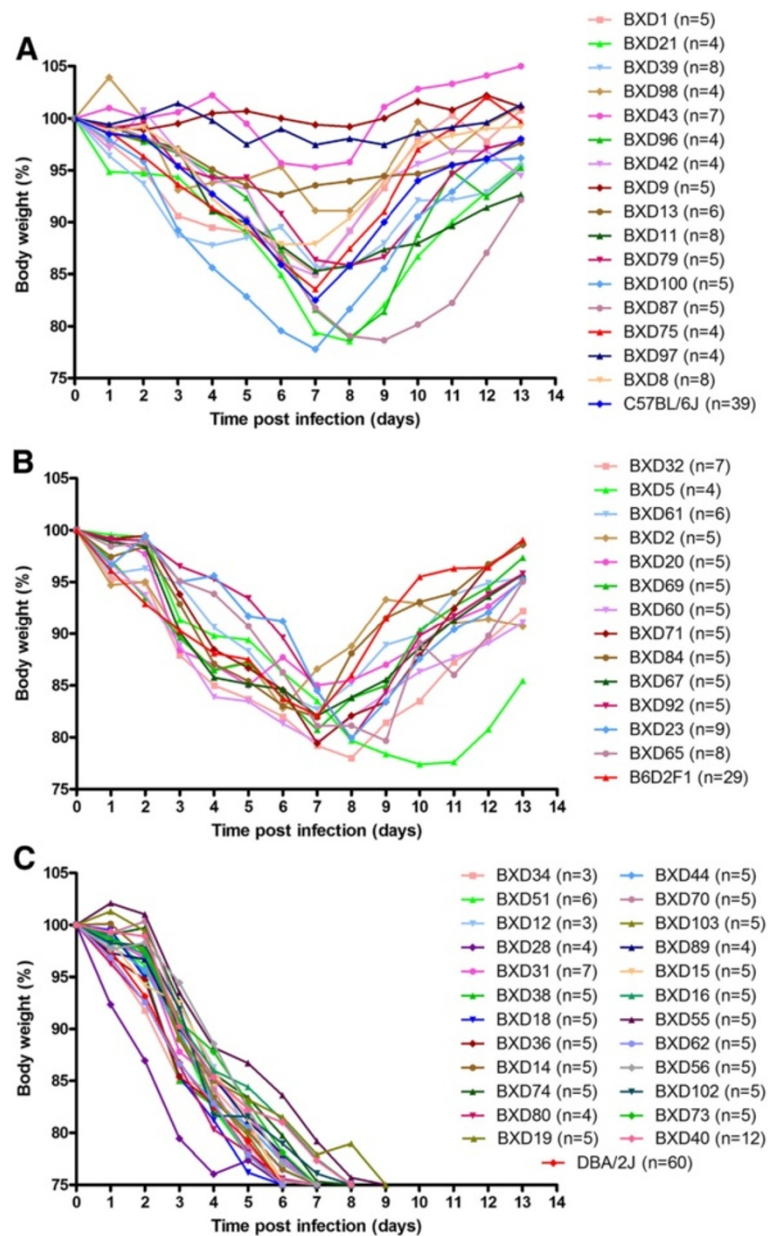 A
105
100
95
90
85
80
75
Body weight (%)
0 1 2 3 4 5 6 7 8 9 10 11 12 13 14
Time post infection (days)
BXD1 (n=5)
BXD21 (n=4)
BXD39 (n=8)
BXD98 (n=4)
BXD43 (n=7)
BXD96 (n=4)
BXD42 (n=4)
BXD9 (n=5)
BXD13 (n=6)
BXD11 (n=8)
BXD79 (n=5)
BXD100 (n=5)
BXD87 (n=5)
BXD75 (n=4)
BXD97 (n=4)
BXD8 (n=8)
C57BL/6J (n=39)
B
105
100
95
90
85
80
75
Body weight (%)
0 1 2 3 4 5 6 7 8 9 10 11 12 13 14
Time post infection (days)
BXD32 (n=7)
BXD5 (n=4)
BXD61 (n=6)
BXD2 (n=5)
BXD20 (n=5)
BXD69 (n=5)
BXD60 (n=5)
BXD71 (n=5)
BXD84 (n=5)
BXD67 (n=5)
BXD92 (n=5)
BXD23 (n=9)
BXD65 (n=8)
B6D2F1 (n=29)
C
105
100
95
90
85
80
75
Body weight (%)
0 1 2 3 4 5 6 7 8 9 10 11 12 13 14
Time post infection (days)
BXD34 (n=3)
BXD51 (n=6)
BXD12 (n=3)
BXD28 (n=4)
BXD31 (n=7)
BXD38 (n=5)
BXD18 (n=5)
BXD36 (n=5)
BXD14 (n=5)
BXD74 (n=5)
BXD80 (n=4)
BXD19 (n=5)
BXD44 (n=5)
BXD70 (n=5)
BXD103 (n=5)
BXD89 (n=4)
BXD15 (n=5)
BXD16 (n=5)
BXD55 (n=5)
BXD62 (n=5)
BXD56 (n=5)
BXD102 (n=5)
BXD73 (n=5)
BXD40 (n=12)
DBA/2J (n=60)